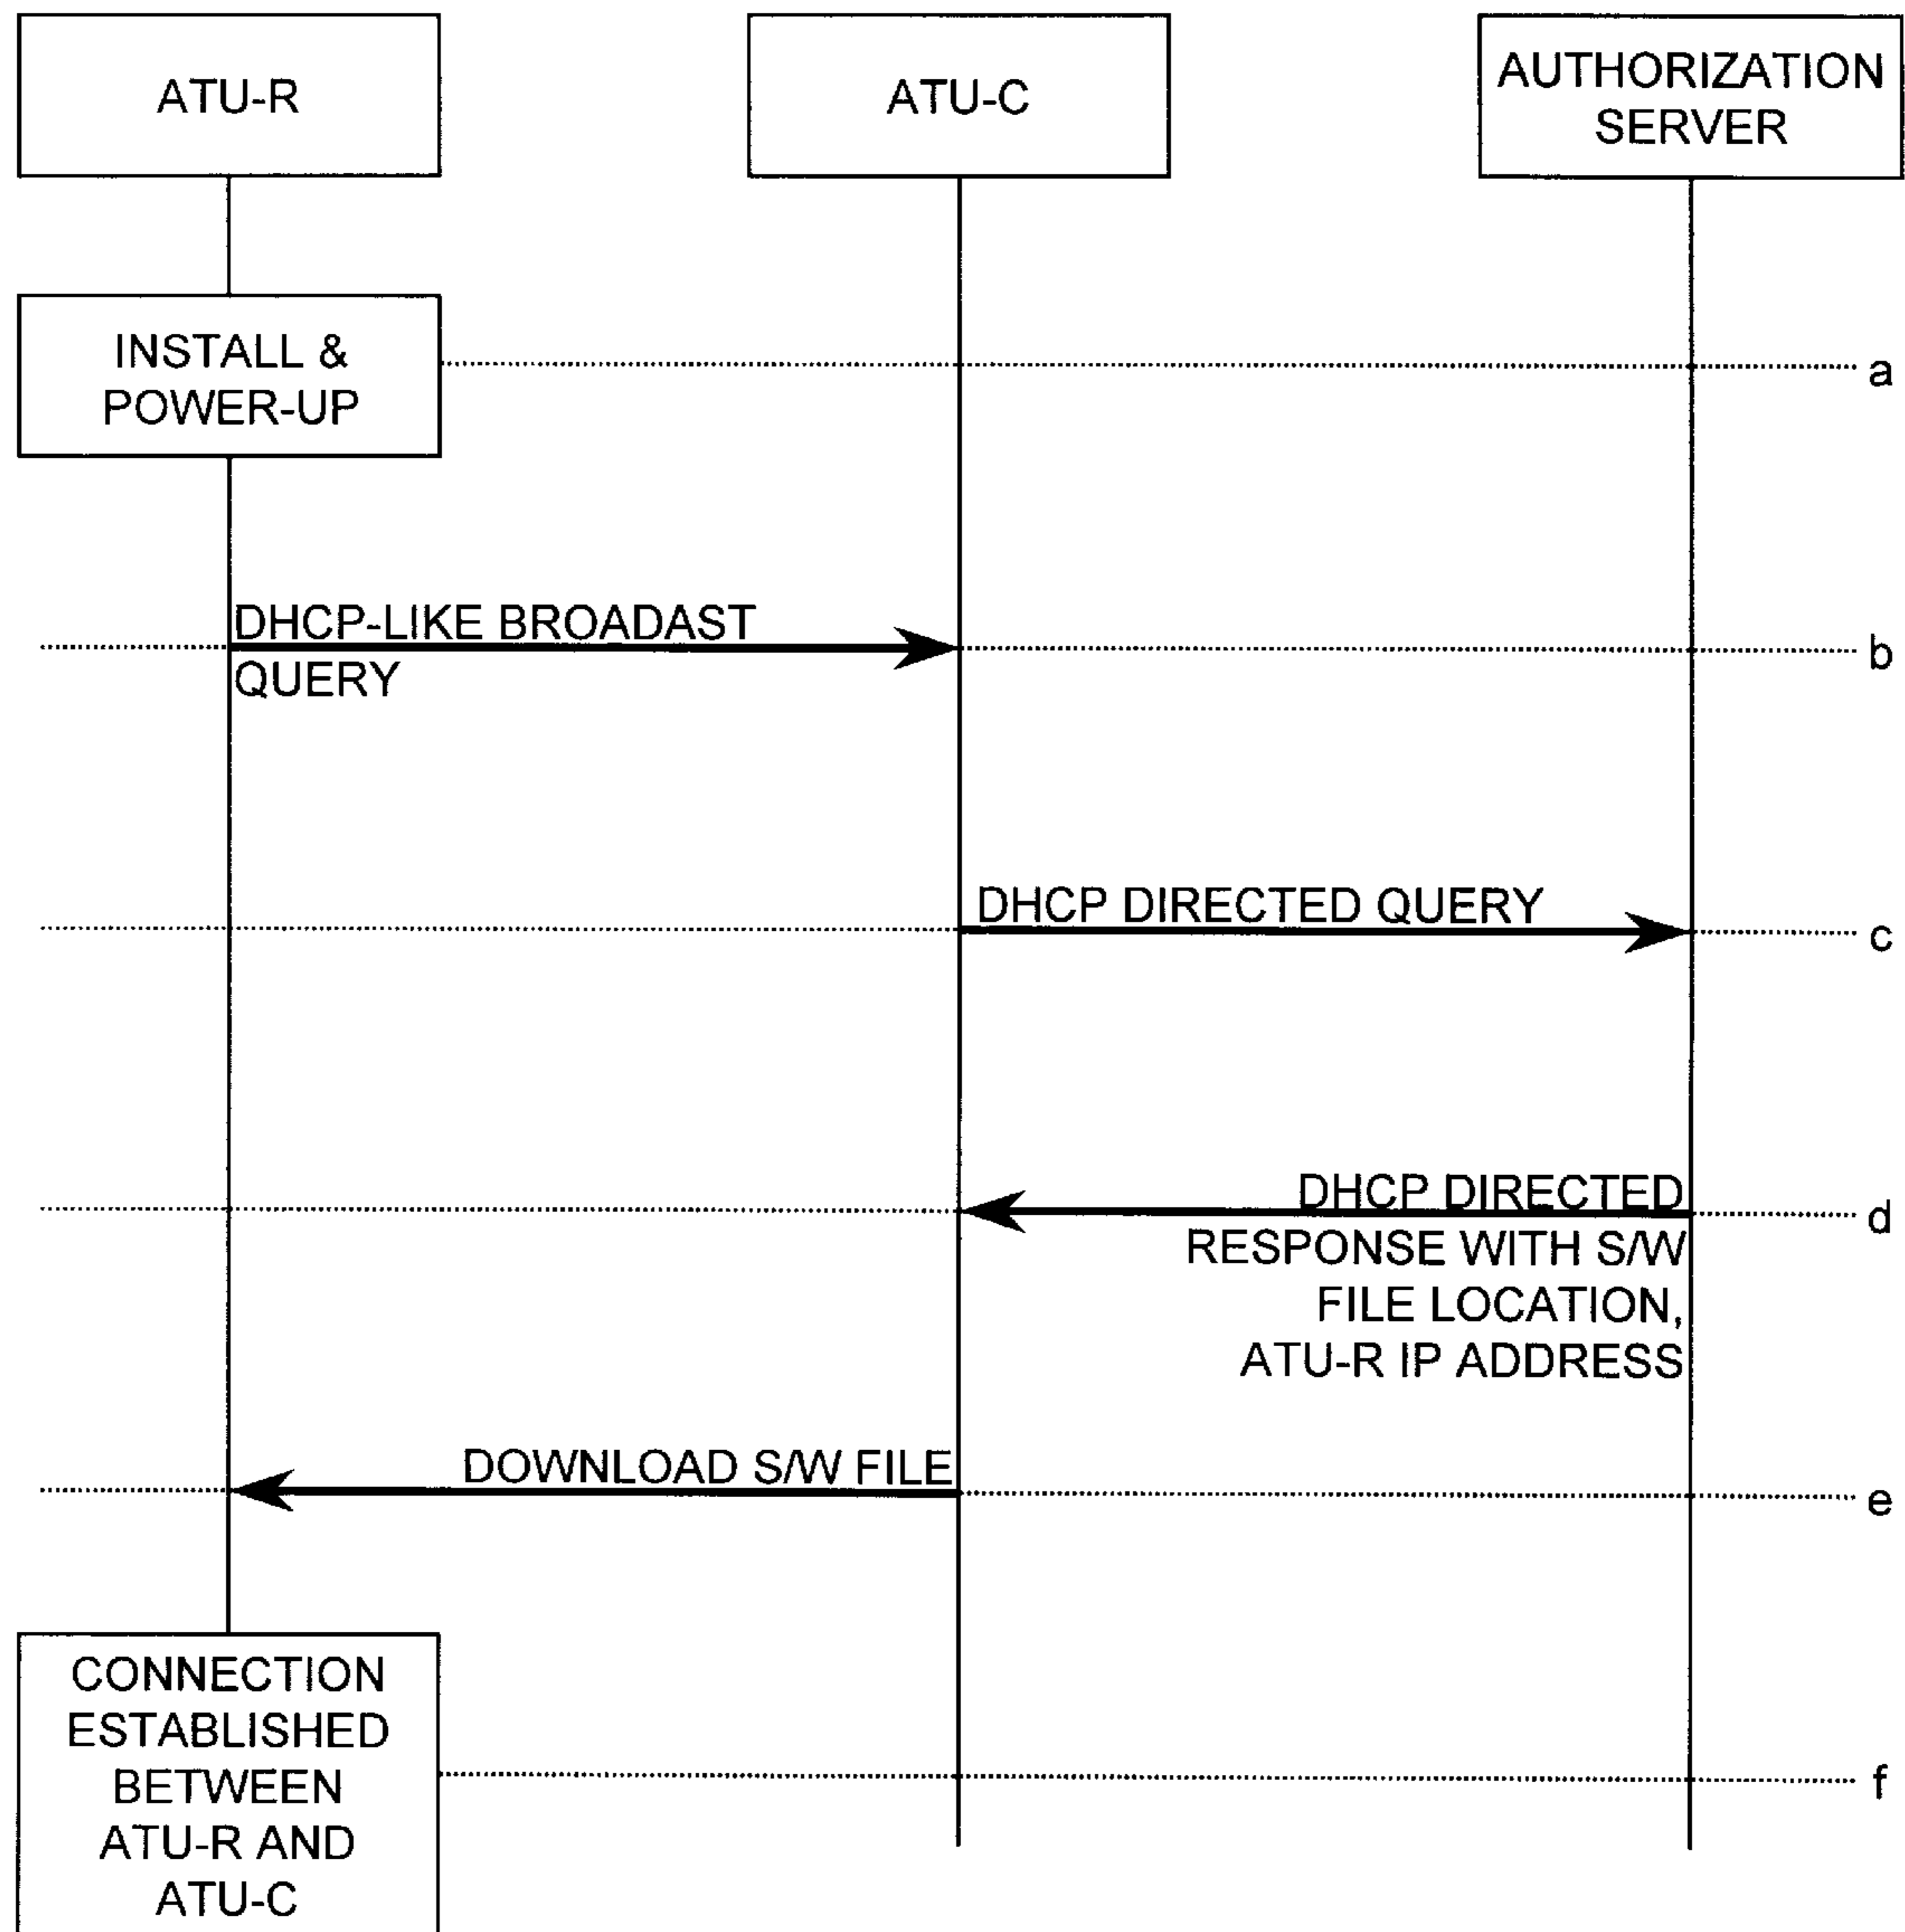 ATU-R
ATU-C
AUTHORIZATION
SERVER
INSTALL &
POWER-UP
a
DHCP-LIKE BROADAST
QUERY
b
DHCP DIRECTED QUERY
c
DHCP DIRECTED
RESPONSE WITH S/W
FILE LOCATION,
ATU-R IP ADDRESS
d
DOWNLOAD S/W FILE
e
CONNECTION
ESTABLISHED
BETWEEN
ATU-R AND
ATU-C
f